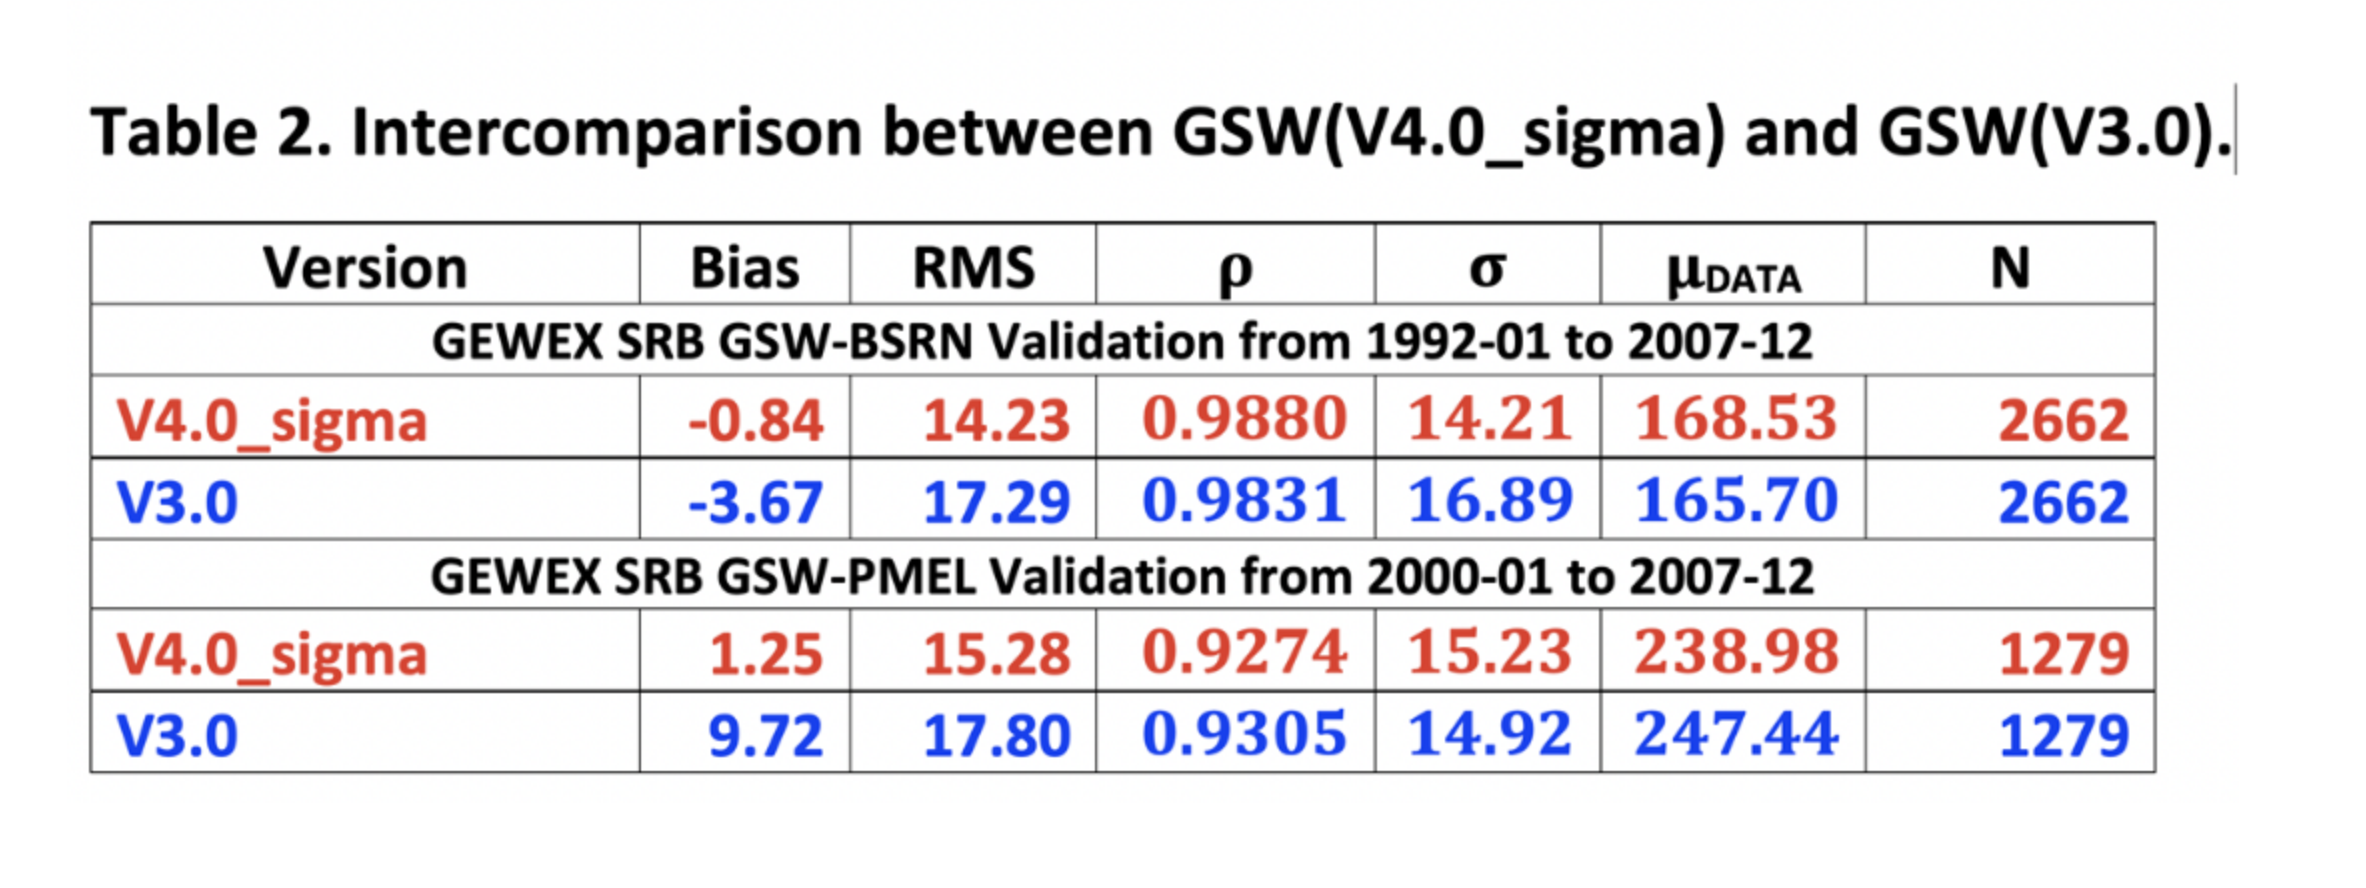 Table 2. Intercomparison between GSW(V4.0_sigma) and GSW(V3.0).
Version Bias RMS ρ σ μDATA N
GEWEX SRB GSW-BSRN Validation from 1992-01 to 2007-12
V4.0_sigma -0.84 14.23 0.9880 14.21 168.53 2662
V3.0 -3.67 17.29 0.9831 16.89 165.70 2662
GEWEX SRB GSW-PMEL Validation from 2000-01 to 2007-12
V4.0_sigma 1.25 15.28 0.9274 15.23 238.98 1279
V3.0 9.72 17.80 0.9305 14.92 247.44 1279